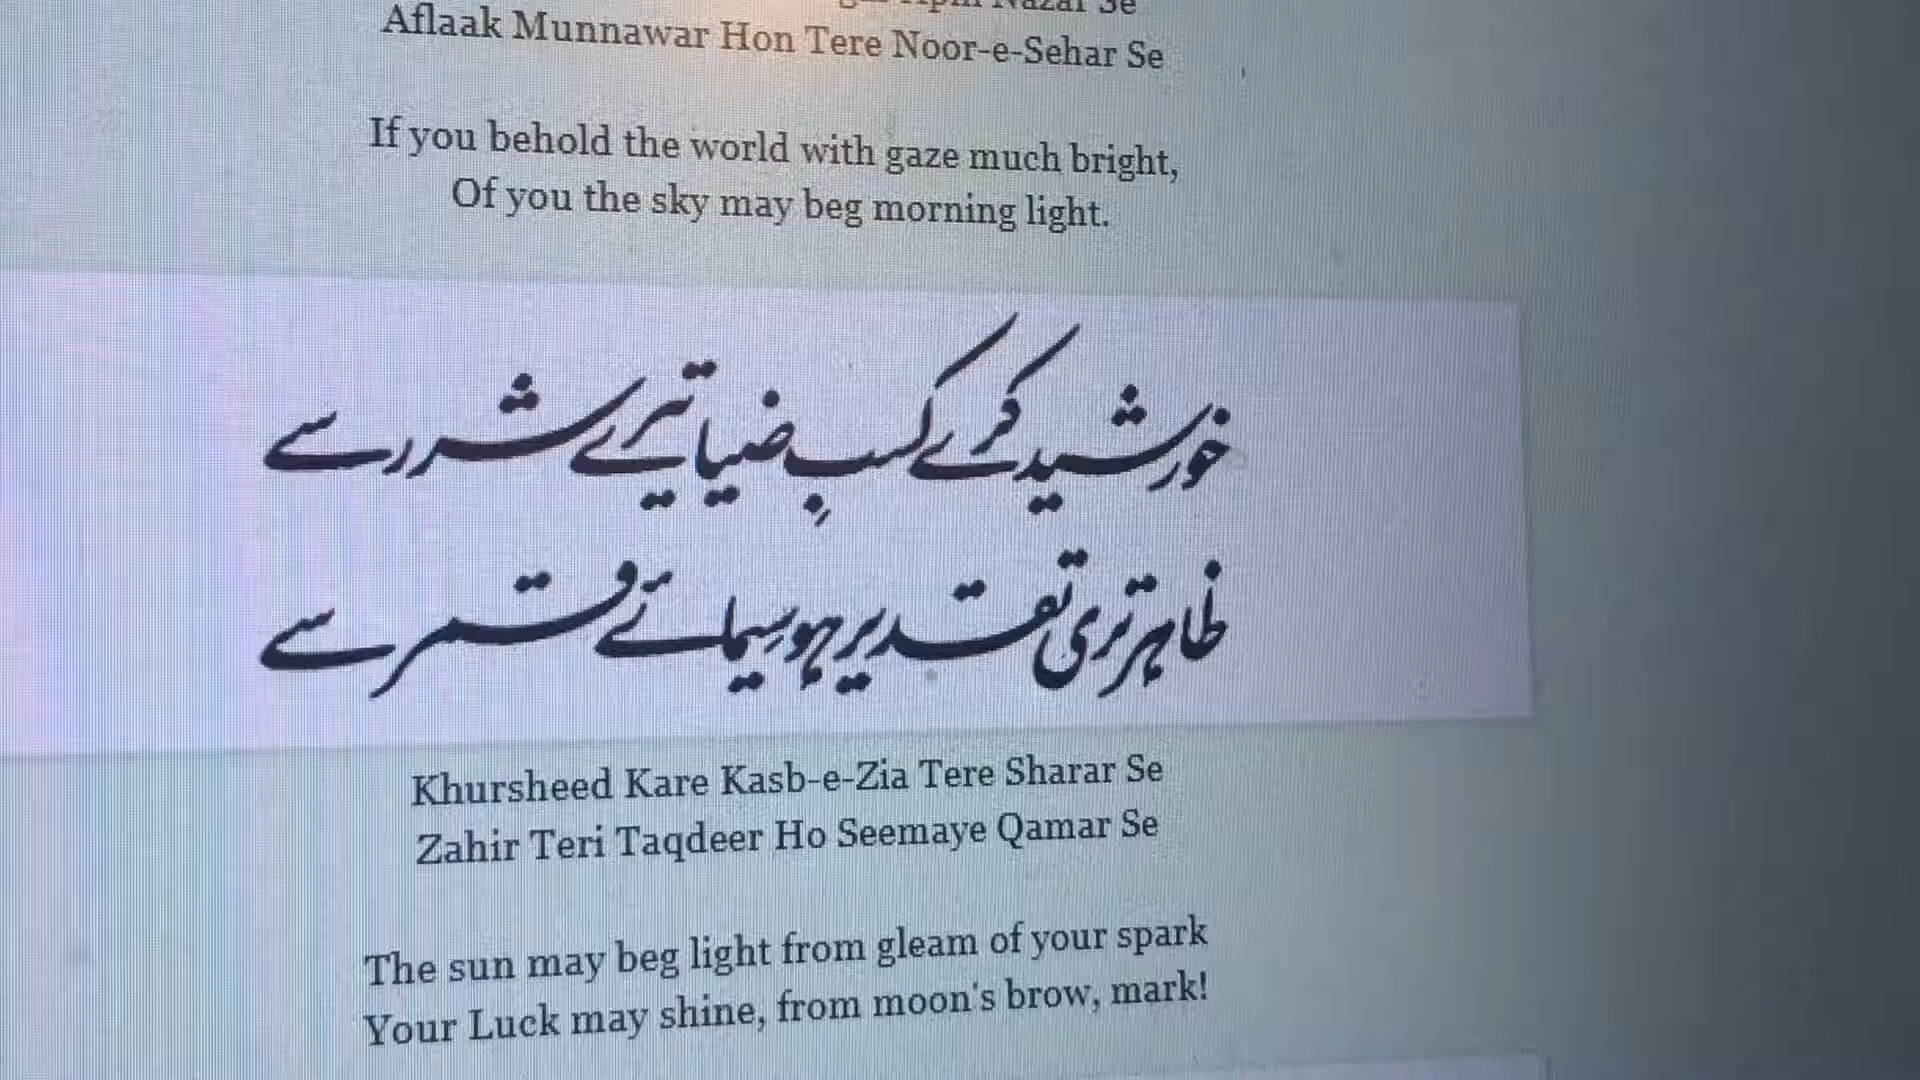 Nazar Se
Aflaak Munnawar Hon Tere Noor-e-Sehar Se
If you behold the world with gaze much bright,
Of you the sky may beg morning light.
خورشید کرے کسبِ ضیا تیرے شرر سے
ظاہر تری تقدیر ہو سیمائے قمر سے
Khursheed Kare Kasb-e-Zia Tere Sharar Se
Zahir Teri Taqdeer Ho Seemaye Qamar Se
The sun may beg light from gleam of your spark
Your Luck may shine, from moon's brow, mark!